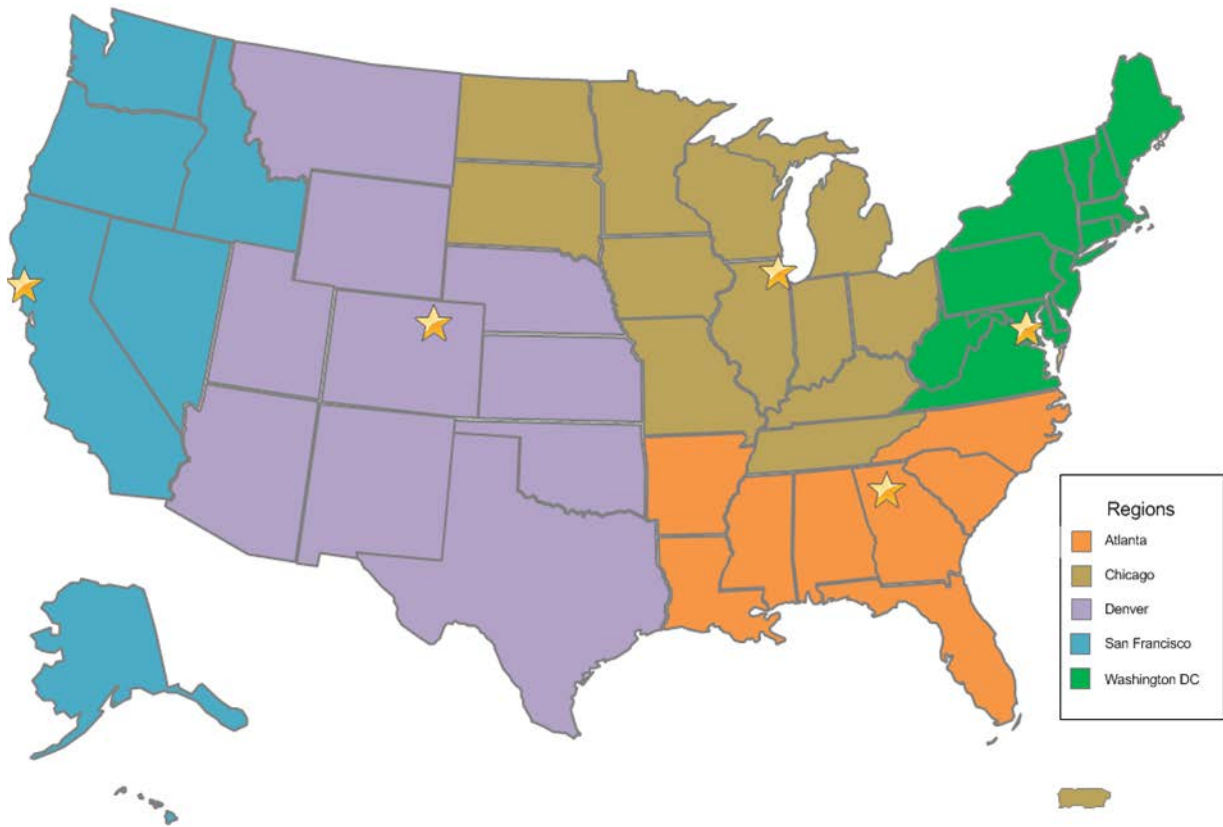 Regions
Atlanta
Chicago
Denver
San Francisco
Washington DC